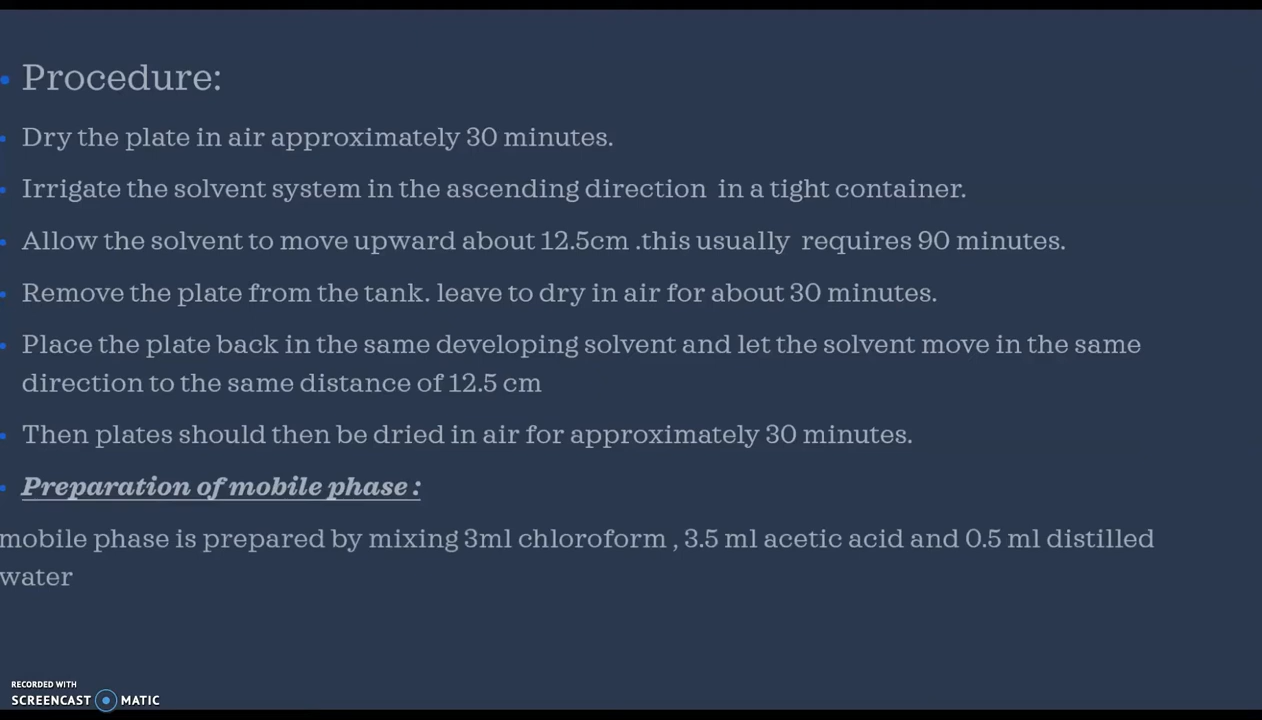 Procedure:
Dry the plate in air approximately 30 minutes.
Irrigate the solvent system in the ascending direction  in a tight container.
Allow the solvent to move upward about 12.5cm .this usually  requires 90 minutes.
Remove the plate from the tank. leave to dry in air for about 30 minutes.
Place the plate back in the same developing solvent and let the solvent move in the same
direction to the same distance of 12.5 cm
Then plates should then be dried in air for approximately 30 minutes.
Preparation of mobile phase :
mobile phase is prepared by mixing 3ml chloroform , 3.5 ml acetic acid and 0.5 ml distilled
water
RECORDED WITH
SCREENCAST MATIC